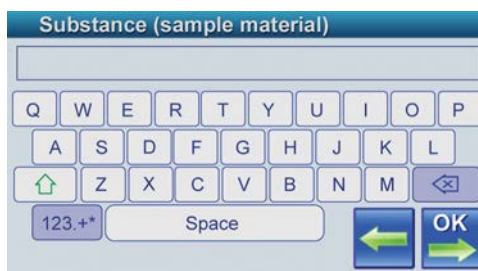 Substance (sample material)
Q W E R T Y U I O P
A S D F G H J K L
Z X C V B N M
123.+* Space OK